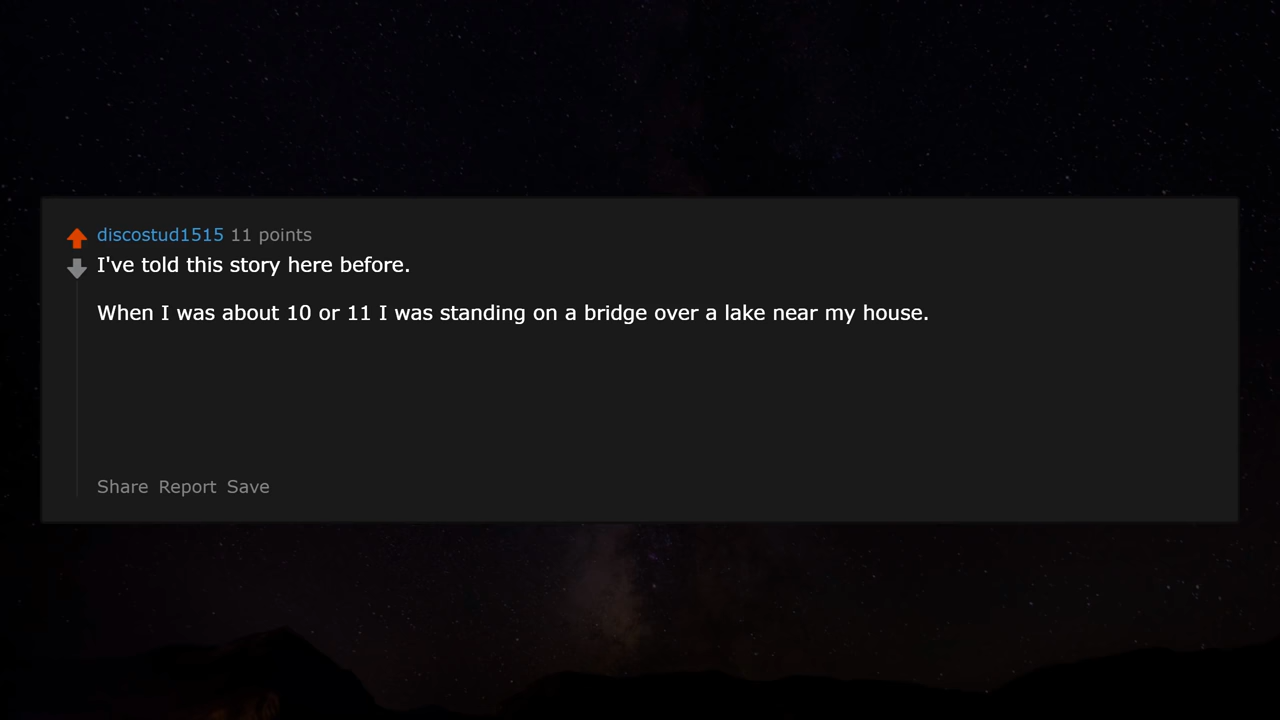 discostud1515 11 points
I've told this story here before.
When I was about 10 or 11 I was standing on a bridge over a lake near my house.
Share Report Save